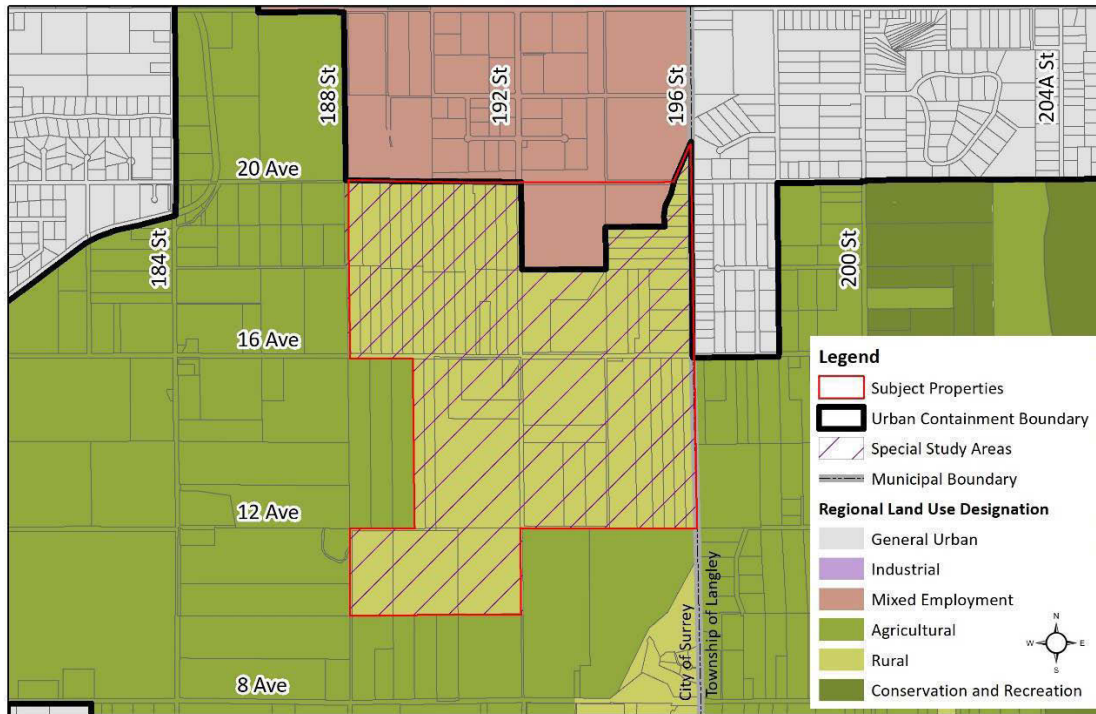 188 St
192 St
196 St
204A St
20 Ave
184 St
200 St
16 Ave
12 Ave
8 Ave
City of Surrey
Township of Langley
Legend
Subject Properties
Urban Containment Boundary
Special Study Areas
Municipal Boundary
Regional Land Use Designation
General Urban
Industrial
Mixed Employment
Agricultural
Rural
Conservation and Recreation
N
W E
S